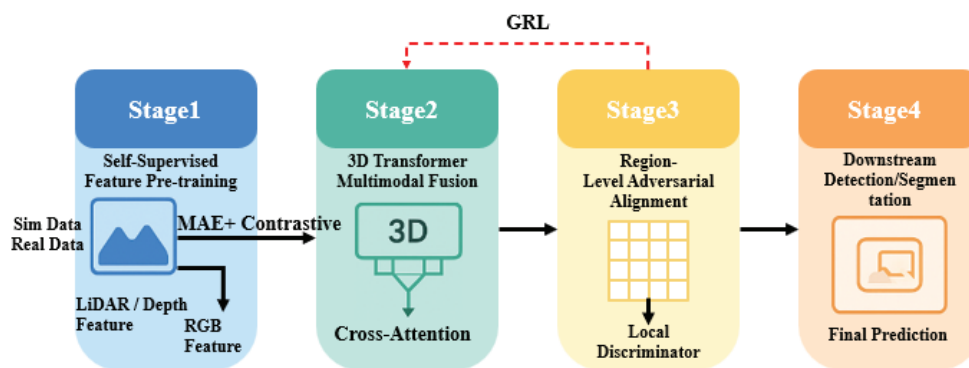 GRL
Stage1
Self-Supervised
Feature Pre-training
Sim Data
Real Data
MAE+ Contrastive
LiDAR / Depth
Feature
RGB
Feature
Stage2
3D Transformer
Multimodal Fusion
3D
Cross-Attention
Stage3
Region-
Level Adversarial
Alignment
Local
Discriminator
Stage4
Downstream
Detection/Segmen
tation
Final Prediction